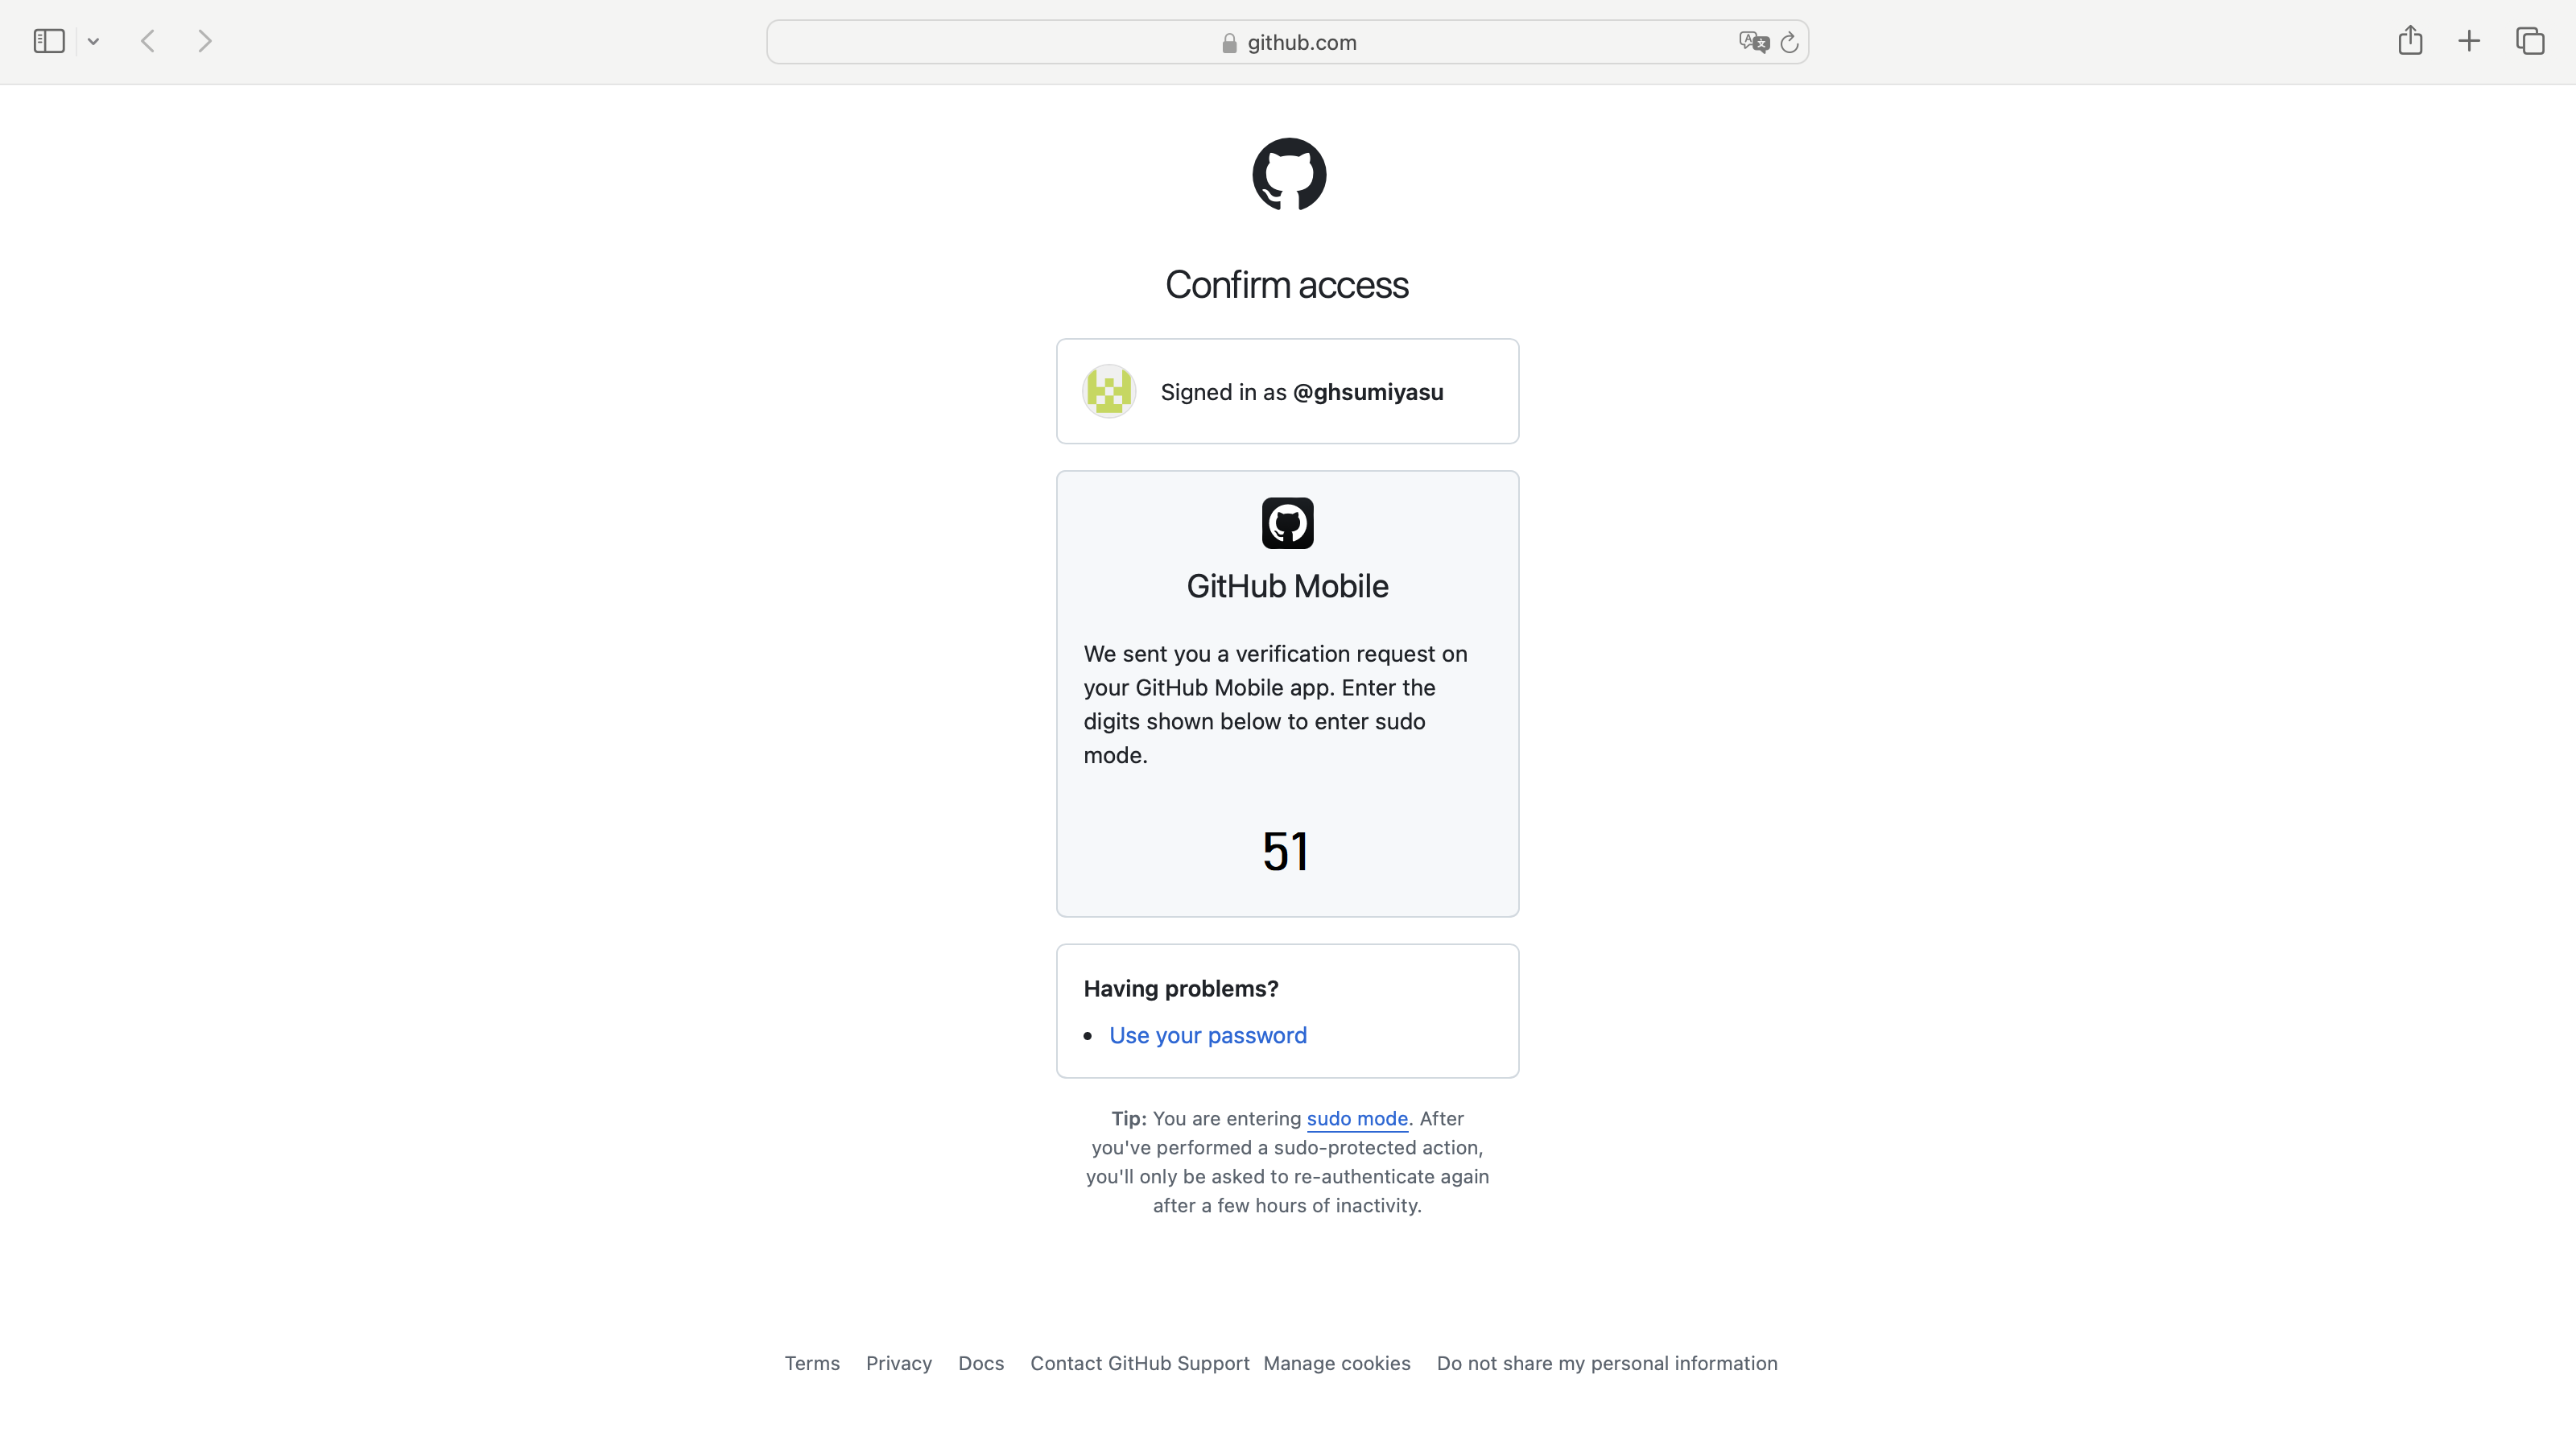 github.com
Confirm access
Signed in as @ghsumiyasu
GitHub Mobile
We sent you a verification request on
your GitHub Mobile app. Enter the
digits shown below to enter sudo
mode.
51
Having problems?
• Use your password
Tip: You are entering sudo mode. After
you've performed a sudo-protected action,
you'll only be asked to re-authenticate again
after a few hours of inactivity.
Terms Privacy Docs Contact GitHub Support Manage cookies Do not share my personal information